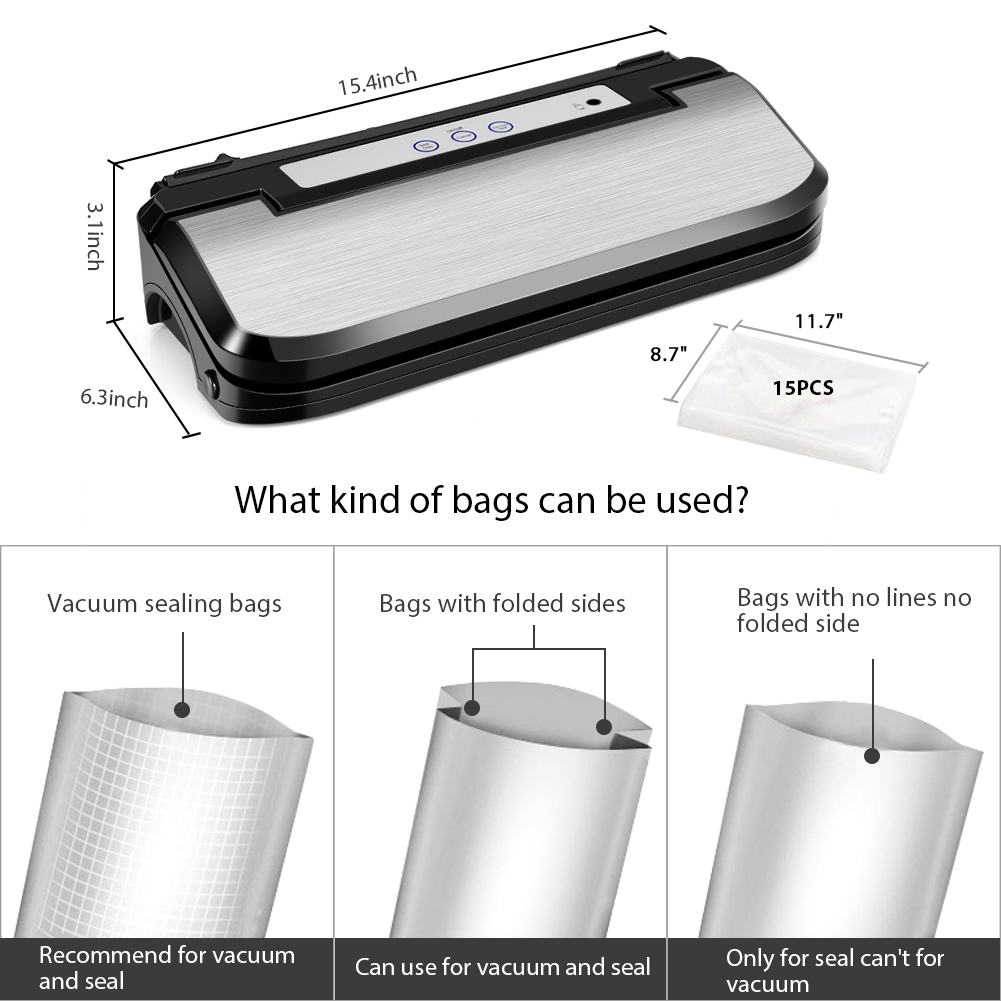 15.4inch
3.1inch
6.3inch
11.7"
8.7"
15PCS
What kind of bags can be used?
Vacuum sealing bags
Bags with folded sides
Bags with no lines no
folded side
Recommend for vacuum
and seal
Can use for vacuum and seal
Only for seal can't for
vacuum